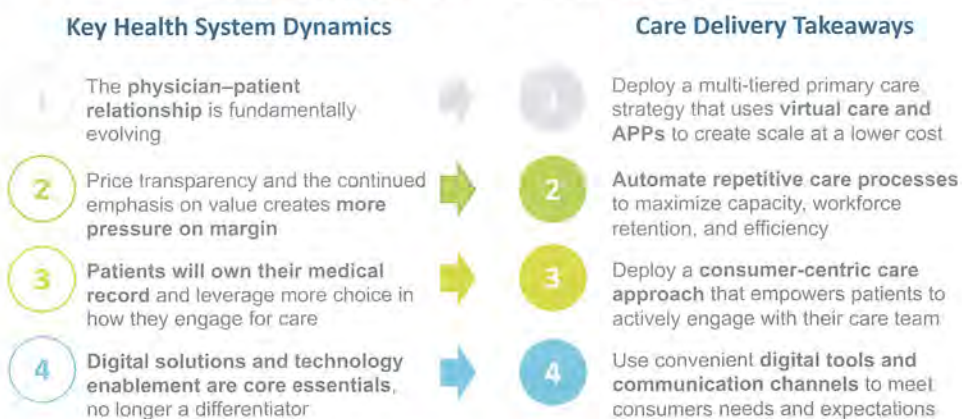 Key Health System Dynamics
Care Delivery Takeaways
1
The physician–patient
relationship is fundamentally
evolving
1
Deploy a multi-tiered primary care
strategy that uses virtual care and
APPs to create scale at a lower cost
2
Price transparency and the continued
emphasis on value creates more
pressure on margin
2
Automate repetitive care processes
to maximize capacity, workforce
retention, and efficiency
3
Patients will own their medical
record and leverage more choice in
how they engage for care
3
Deploy a consumer-centric care
approach that empowers patients to
actively engage with their care team
4
Digital solutions and technology
enablement are core essentials,
no longer a differentiator
4
Use convenient digital tools and
communication channels to meet
consumers needs and expectations